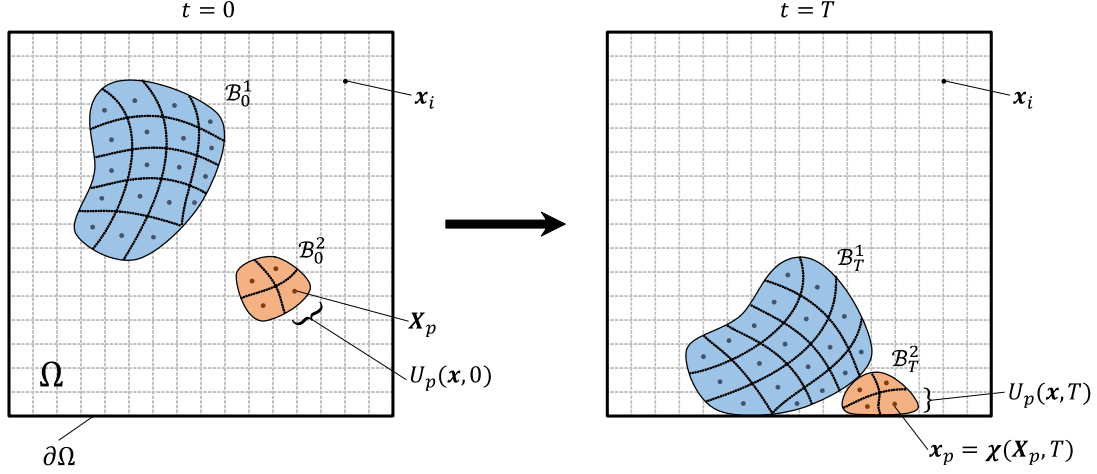 t = 0
ℬ₀¹
𝒙ᵢ
ℬ₀²
𝑿ₚ
Uₚ(𝒙, 0)
Ω
∂Ω
t = T
𝒙ᵢ
ℬ_T¹
ℬ_T²
Uₚ(𝒙, T)
𝒙ₚ = 𝝌(𝑿ₚ, T)